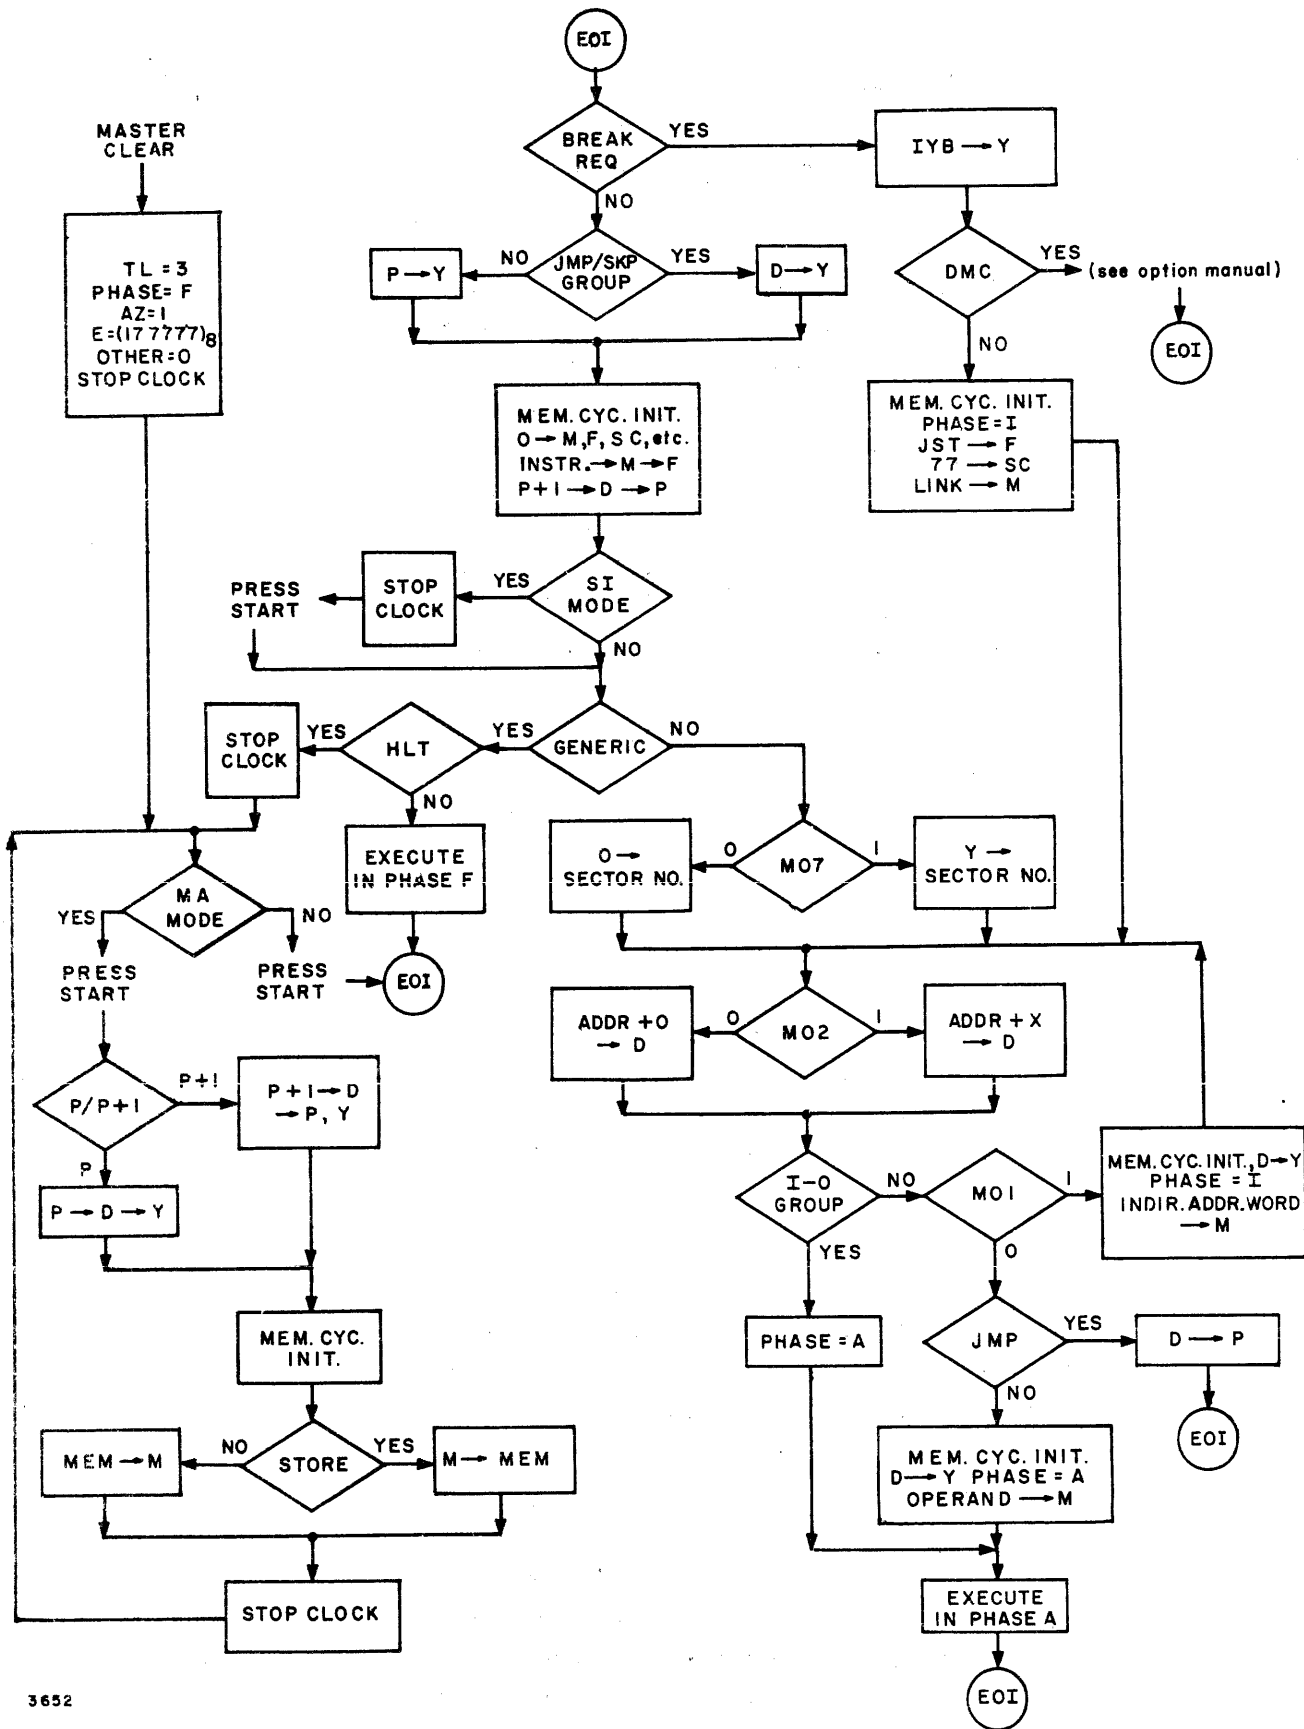 EOI
BREAK
REQ
YES
NO
IYB → Y
MASTER
CLEAR
TL = 3
PHASE = F
AZ = 1
E = (177777)8
OTHER = 0
STOP CLOCK
P → Y
NO
JMP/SKP
GROUP
YES
D → Y
DMC
YES
(see option manual)
EOI
NO
MEM. CYC. INIT.
O → M, F, SC, etc.
INSTR. → M → F
P+1 → D → P
MEM. CYC. INIT.
PHASE = I
JST → F
77 → SC
LINK → M
PRESS
START
STOP
CLOCK
YES
SI
MODE
NO
STOP
CLOCK
YES
HLT
YES
GENERIC
NO
NO
EXECUTE
IN PHASE F
EOI
O →
SECTOR NO.
0
M07
1
Y →
SECTOR NO.
MA
MODE
YES
NO
PRESS
START
PRESS
START
ADDR + O
→ D
0
M02
1
ADDR + X
→ D
P/P+1
P+1
P+1 → D
→ P, Y
P
P → D → Y
I-O
GROUP
NO
YES
M01
1
0
MEM. CYC. INIT., D → Y
PHASE = I
INDIR. ADDR. WORD
→ M
MEM. CYC.
INIT.
PHASE = A
JMP
YES
D → P
NO
EOI
MEM → M
NO
STORE
YES
M → MEM
MEM. CYC. INIT.
D → Y PHASE = A
OPERAND → M
STOP CLOCK
EXECUTE
IN PHASE A
EOI
3652